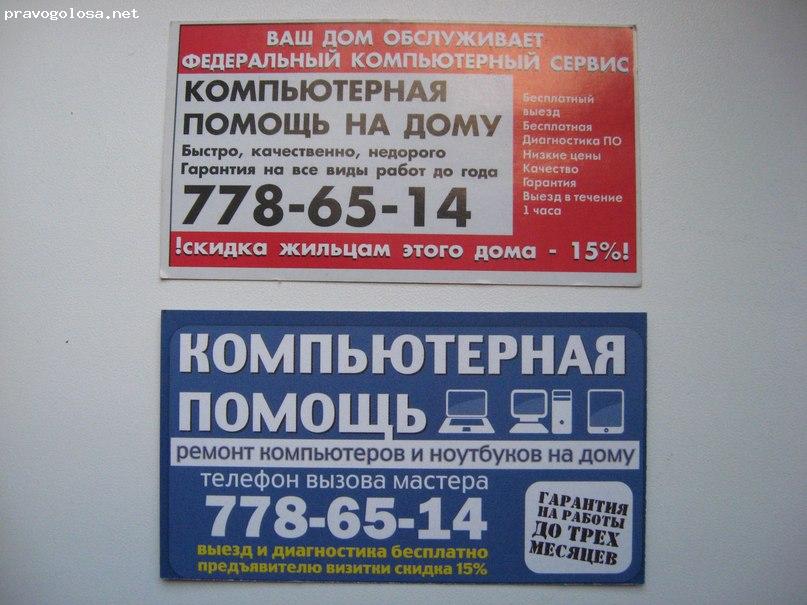 pravogolosa.net
ВАШ ДОМ ОБСЛУЖИВАЕТ
ФЕДЕРАЛЬНЫЙ КОМПЬЮТЕРНЫЙ СЕРВИС
КОМПЬЮТЕРНАЯ
ПОМОЩЬ НА ДОМУ
Быстро, качественно, недорого
Гарантия на все виды работ до года
778-65-14
Бесплатный
выезд
Бесплатная
Диагностика ПО
Низкие цены
Качество
Гарантия
Выезд в течение
1 часа
!скидка жильцам этого дома - 15%!
КОМПЬЮТЕРНАЯ
ПОМОЩЬ
ремонт компьютеров и ноутбуков на дому
телефон вызова мастера
778-65-14
выезд и диагностика бесплатно
предъявителю визитки скидка 15%
ГАРАНТИЯ
НА РАБОТЫ
ДО ТРЕХ
МЕСЯЦЕВ